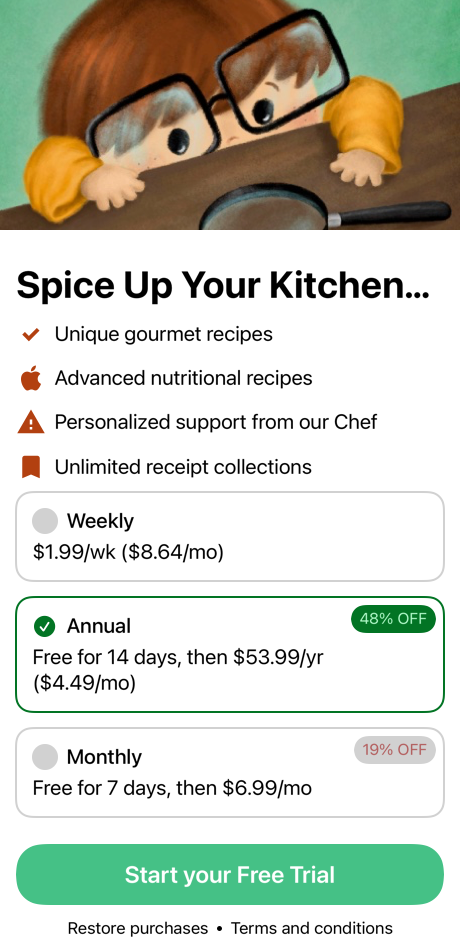 Spice Up Your Kitchen...
Unique gourmet recipes
Advanced nutritional recipes
Personalized support from our Chef
Unlimited receipt collections
Weekly
$1.99/wk ($8.64/mo)
Annual
48% OFF
Free for 14 days, then $53.99/yr
($4.49/mo)
Monthly
19% OFF
Free for 7 days, then $6.99/mo
Start your Free Trial
Restore purchases • Terms and conditions